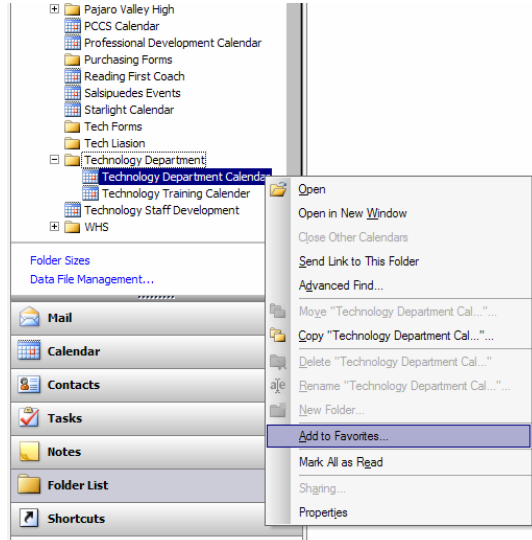 Pajaro Valley High
PCCS Calendar
Professional Development Calendar
Purchasing Forms
Reading First Coach
Salsipuedes Events
Starlight Calendar
Tech Forms
Tech Liasion
Technology Department
Technology Department Calendar
Technology Training Calender
Technology Staff Development
WHS
Folder Sizes
Data File Management...
Mail
Calendar
Contacts
Tasks
Notes
Folder List
Shortcuts
Open
Open in New Window
Close Other Calendars
Send Link to This Folder
Advanced Find...
Move "Technology Department Cal..."...
Copy "Technology Department Cal..."...
Delete "Technology Department Cal..."
Rename "Technology Department Cal..."...
New Folder...
Add to Favorites...
Mark All as Read
Sharing...
Properties